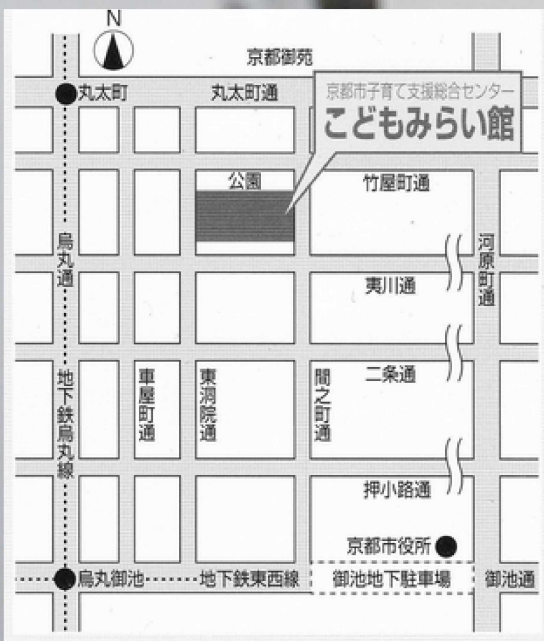 N
京都御苑
丸太町
丸太町通
京都市子育て支援総合センター
こどもみらい館
公園
竹屋町通
烏丸通
河原町通
夷川通
地下鉄烏丸線
車屋町通
東洞院通
間之町通
二条通
押小路通
京都市役所
烏丸御池
地下鉄東西線
御池地下駐車場
御池通